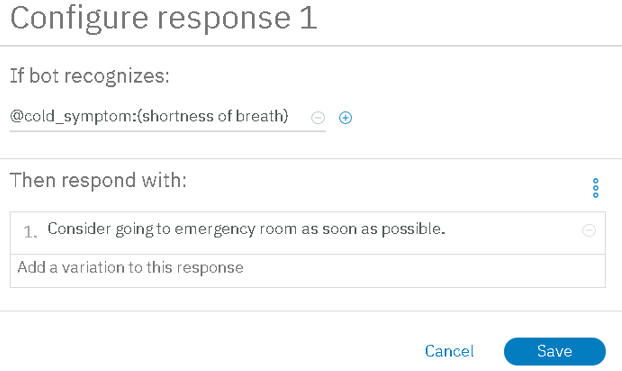 Configure response 1
If bot recognizes:
@cold_symptom:(shortness of breath)
Then respond with:
1. Consider going to emergency room as soon as possible.
Add a variation to this response
Cancel Save